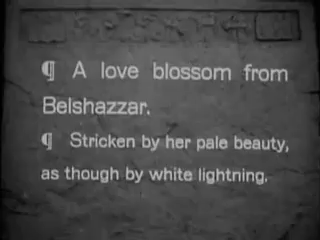 ¶ A love blossom from
Belshazzar.
¶ Stricken by her pale beauty,
as though by white lightning.